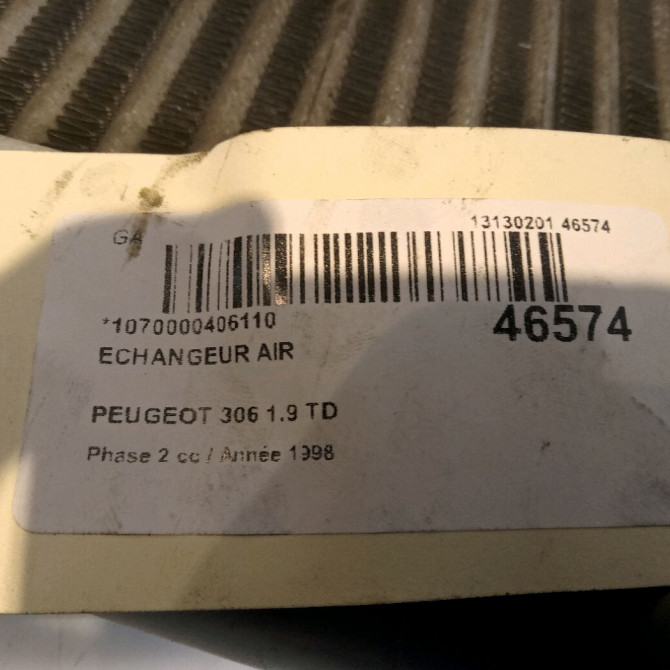 GA 13130201 46574
*1070000406110 46574
ECHANGEUR AIR
PEUGEOT 306 1.9 TD
Phase 2 cc / Année 1998